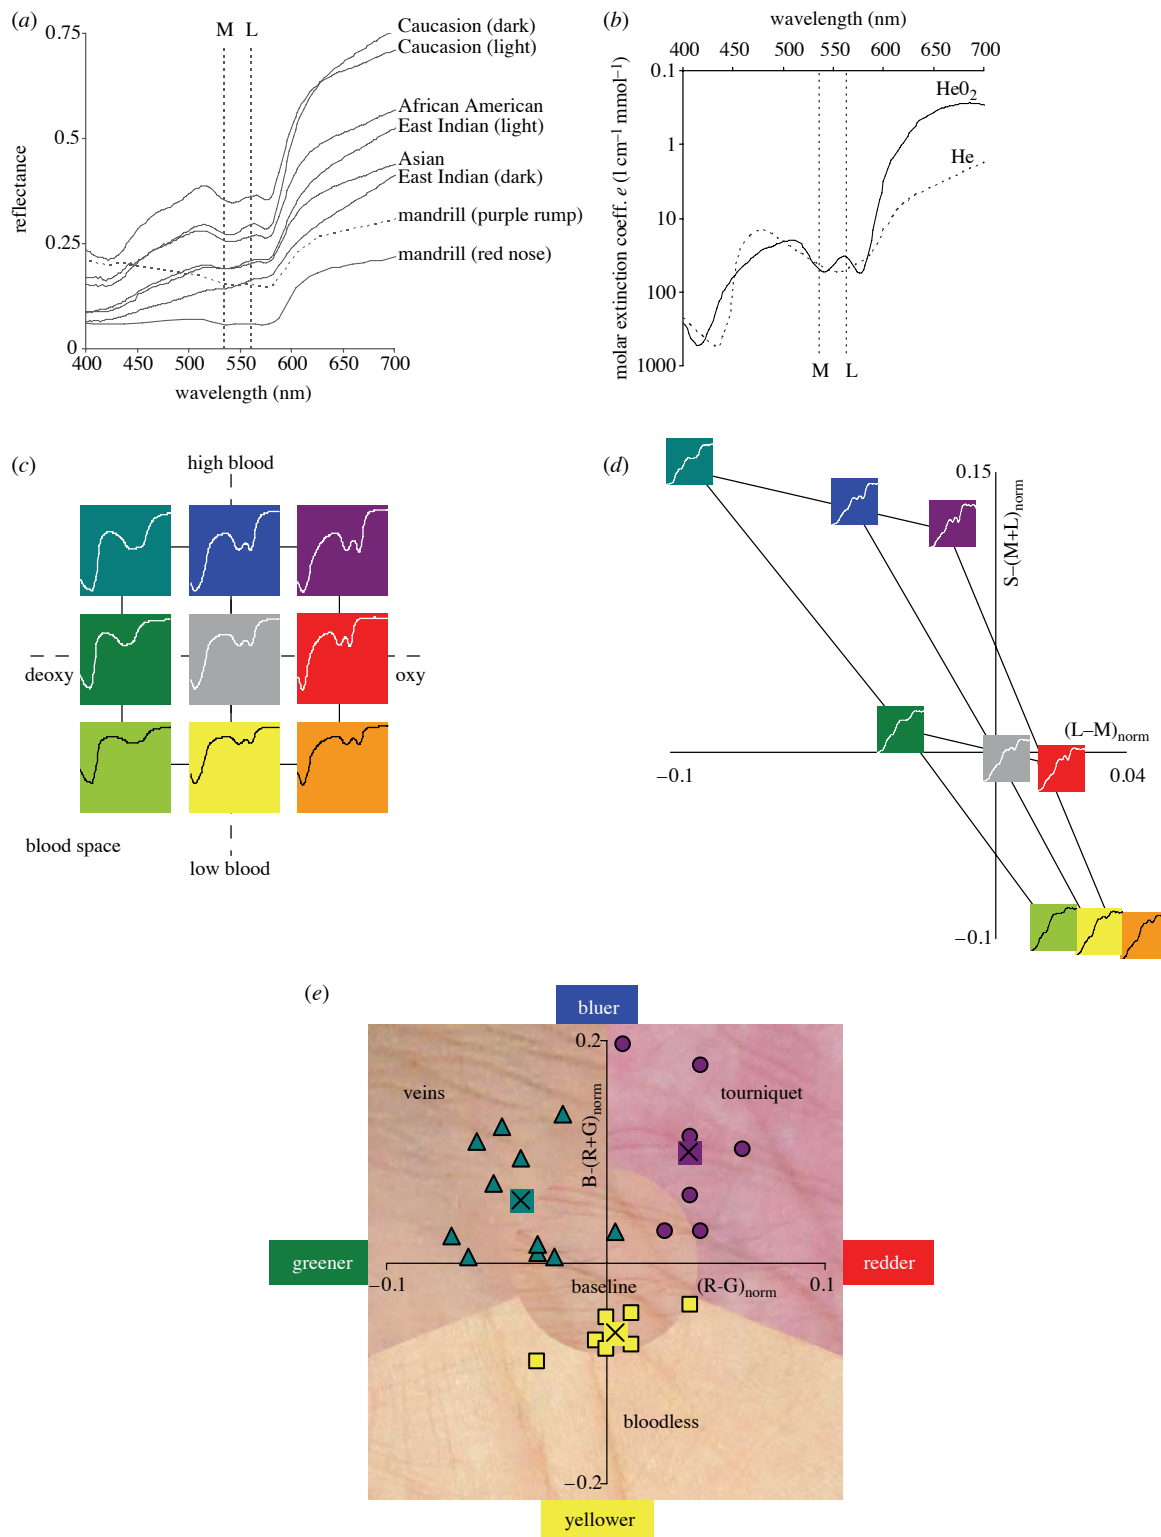 (a)
M L
0.75
0.5
0.25
0
reflectance
400 450 500 550 600 650 700
wavelength (nm)
Caucasion (dark)
Caucasion (light)
African American
East Indian (light)
Asian
East Indian (dark)
mandrill (purple rump)
mandrill (red nose)
(b)
wavelength (nm)
400 450 500 550 600 650 700
0.1
1
10
100
1000
molar extinction coeff. e (l cm⁻¹ mmol⁻¹)
He0₂
He
M L
(c)
high blood
deoxy
oxy
low blood
blood space
(d)
0.15
S–(M+L)norm
(L–M)norm
−0.1
0.04
−0.1
(e)
bluer
0.2
veins
tourniquet
B-(R+G)norm
greener
redder
−0.1
baseline
(R-G)norm
0.1
bloodless
−0.2
yellower